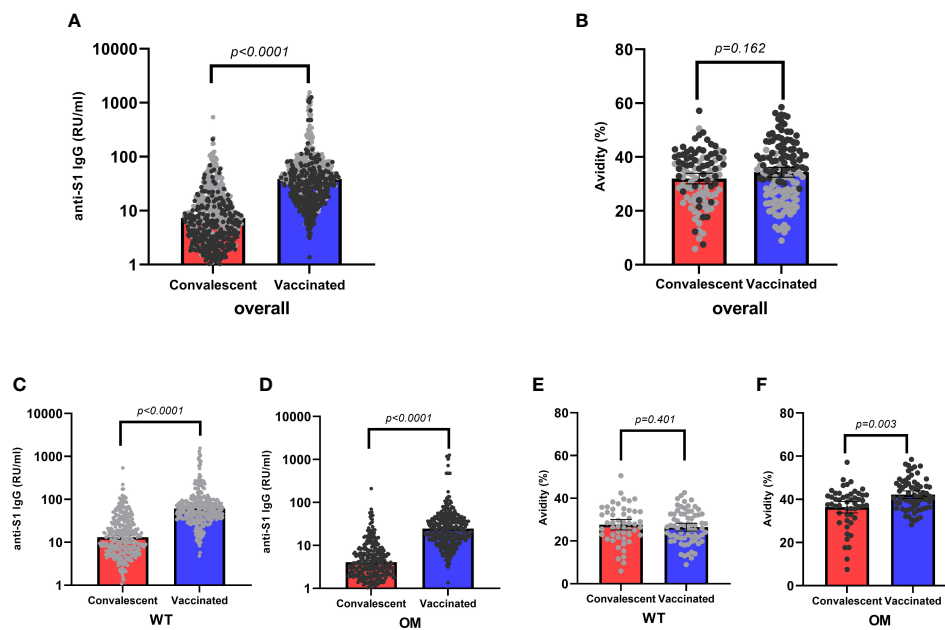 A
p<0.0001
anti-S1 IgG (RU/ml)
10000
1000
100
10
1
Convalescent Vaccinated
overall
B
p=0.162
Avidity (%)
80
60
40
20
0
Convalescent Vaccinated
overall
C
p<0.0001
anti-S1 IgG (RU/ml)
10000
1000
100
10
1
Convalescent Vaccinated
WT
D
p<0.0001
anti-S1 IgG (RU/ml)
10000
1000
100
10
1
Convalescent Vaccinated
OM
E
p=0.401
Avidity (%)
80
60
40
20
0
Convalescent Vaccinated
WT
F
p=0.003
Avidity (%)
80
60
40
20
0
Convalescent Vaccinated
OM